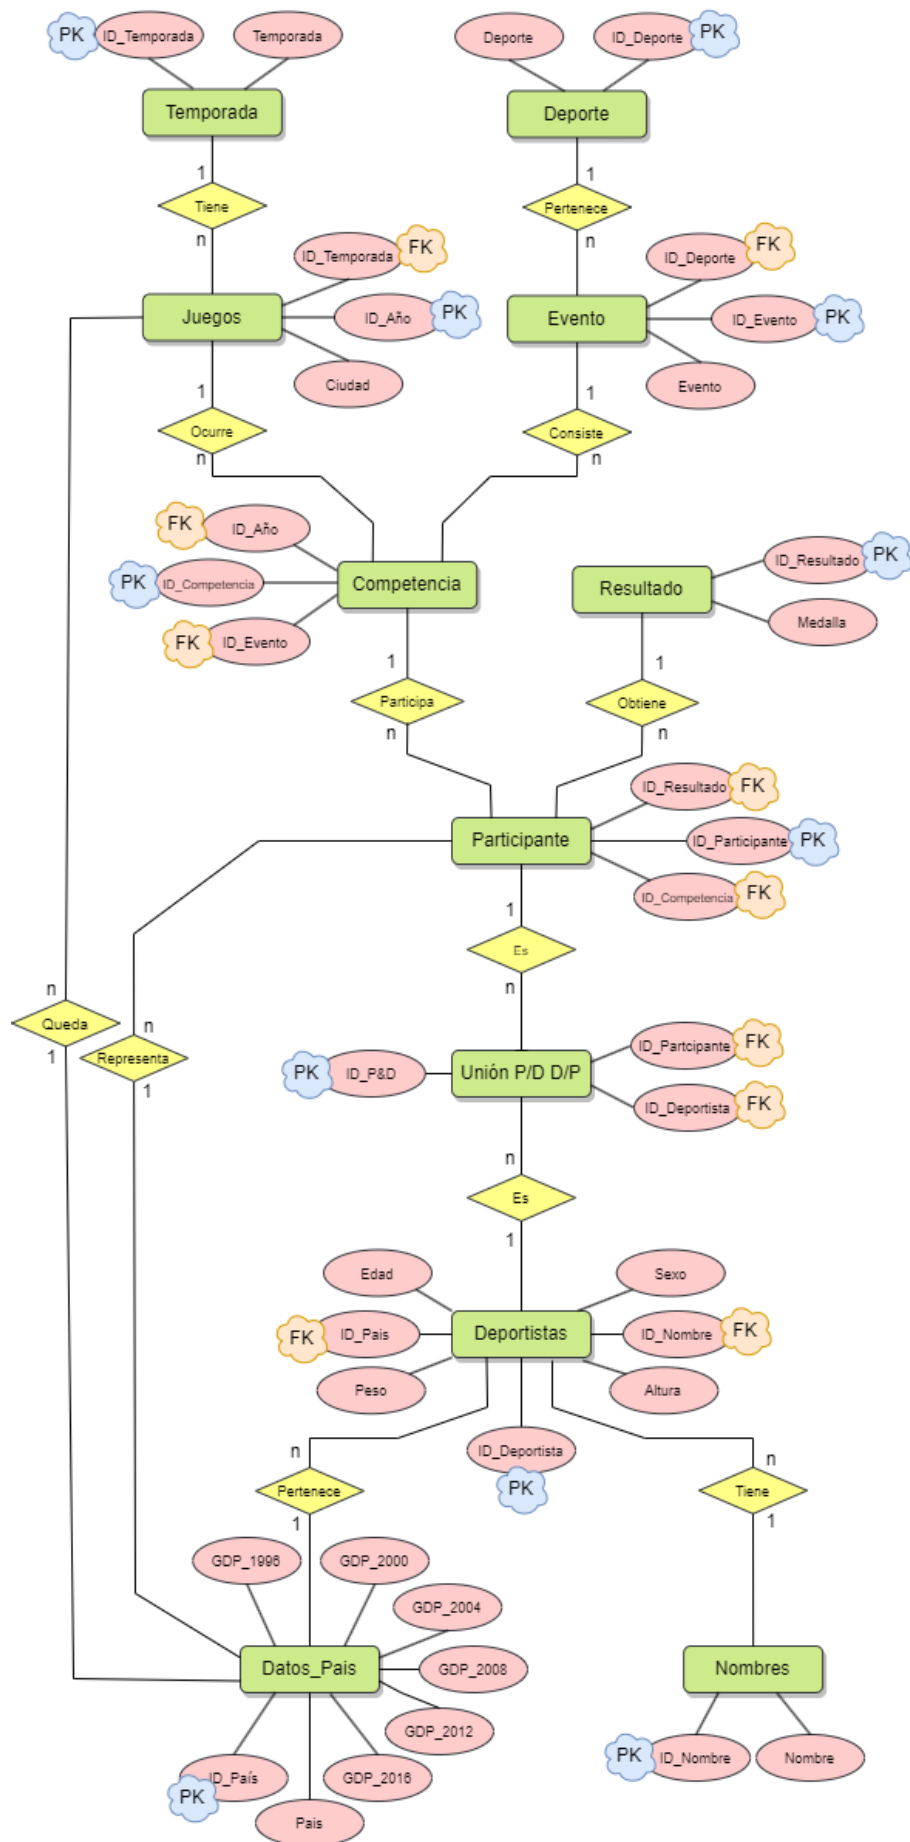 PK
ID_Temporada
Temporada
Deporte
ID_Deporte
PK
Temporada
Deporte
1
1
Tiene
Pertenece
n
n
ID_Temporada
FK
ID_Deporte
FK
Juegos
ID_Año
PK
Evento
ID_Evento
PK
Ciudad
Evento
1
1
Ocurre
Consiste
n
n
FK
ID_Año
ID_Resultado
PK
PK
ID_Competencia
Competencia
Resultado
FK
ID_Evento
Medalla
1
1
Participa
Obtiene
n
n
ID_Resultado
FK
Participante
ID_Participante
PK
ID_Competencia
FK
1
Es
n
n
Queda
n
1
Representa
1
ID_Partcipante
FK
PK
ID_P&D
Unión P/D D/P
ID_Deportista
FK
n
Es
1
Edad
Sexo
FK
ID_Pais
Deportistas
ID_Nombre
FK
Peso
Altura
n
ID_Deportista
n
PK
Pertenece
Tiene
1
1
GDP_1996
GDP_2000
GDP_2004
Datos_Pais
GDP_2008
Nombres
GDP_2012
ID_País
PK
GDP_2016
Pais
PK
ID_Nombre
Nombre